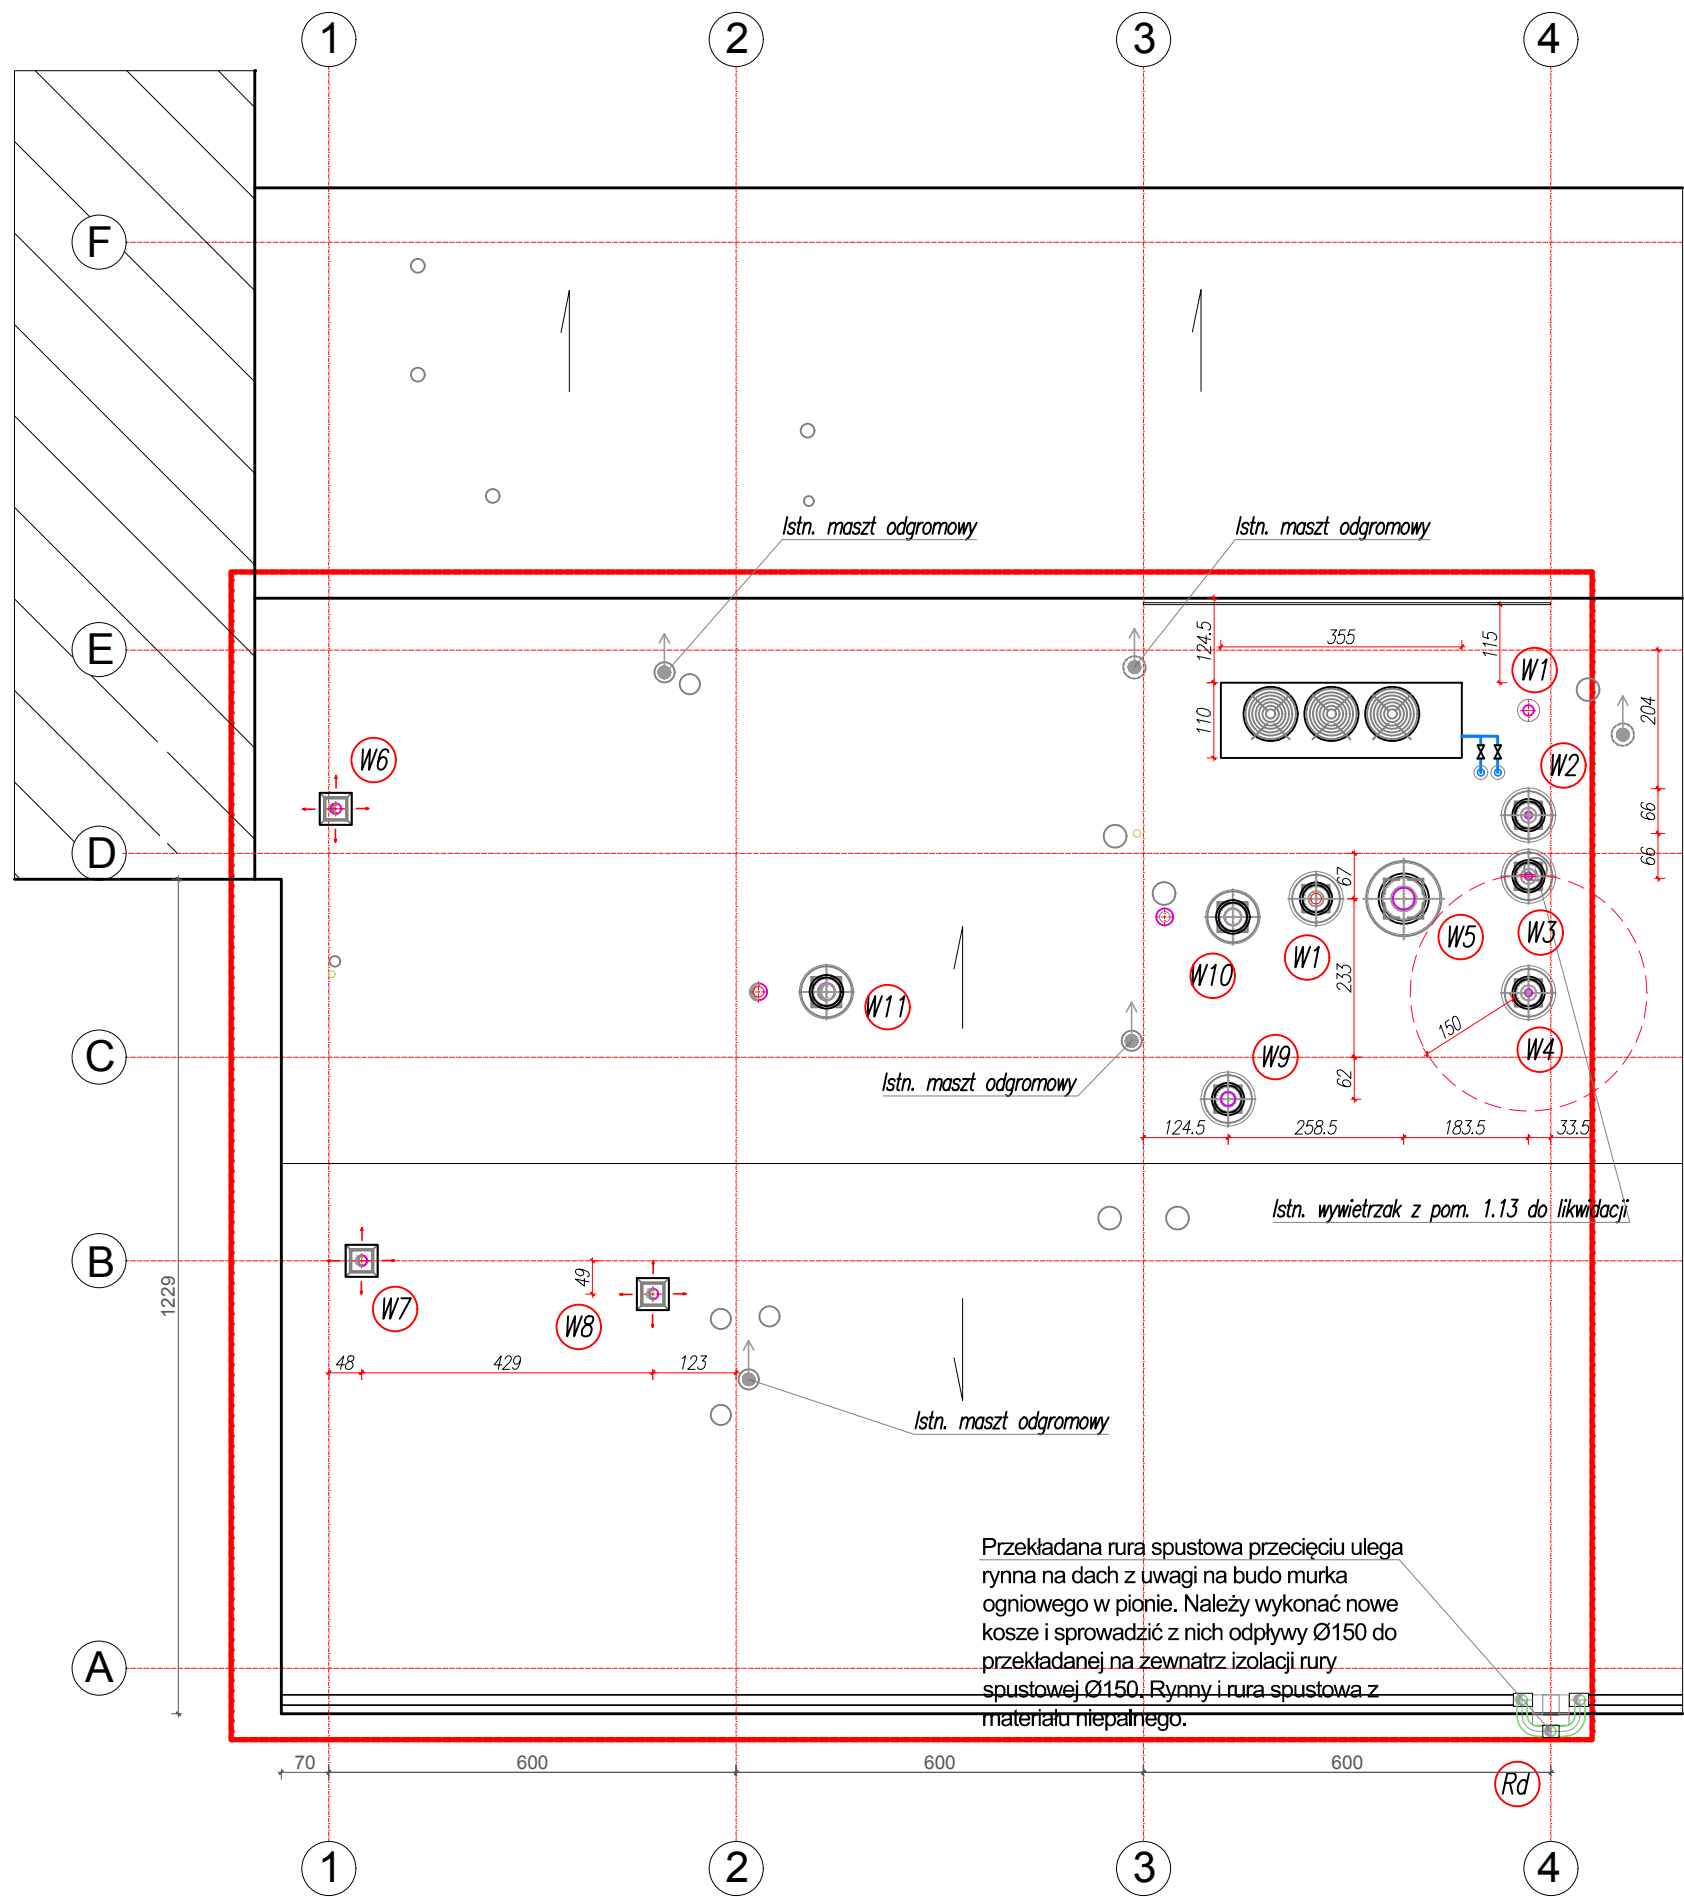 1 2 3 4
F
Istn. maszt odgromowy
Istn. maszt odgromowy
E
124.5
355
115
W1
204
110
W6
W2
66
D
66
67
W5
W3
W10
W1
233
W11
150
C
W9
W4
Istn. maszt odgromowy
62
124.5 258.5 183.5 33.5
Istn. wywietrzak z pom. 1.13 do likwidacji
B
49
1229
W7
W8
48 429 123
Istn. maszt odgromowy
Przekładana rura spustowa przecięciu ulega
rynna na dach z uwagi na budo murka
ogniowego w pionie. Należy wykonać nowe
kosze i sprowadzić z nich odpływy Ø150 do
przekładanej na zewnatrz izolacji rury
spustowej Ø150. Rynny i rura spustowa z
materiału niepalnego.
A
70 600 600 600
Rd
1 2 3 4